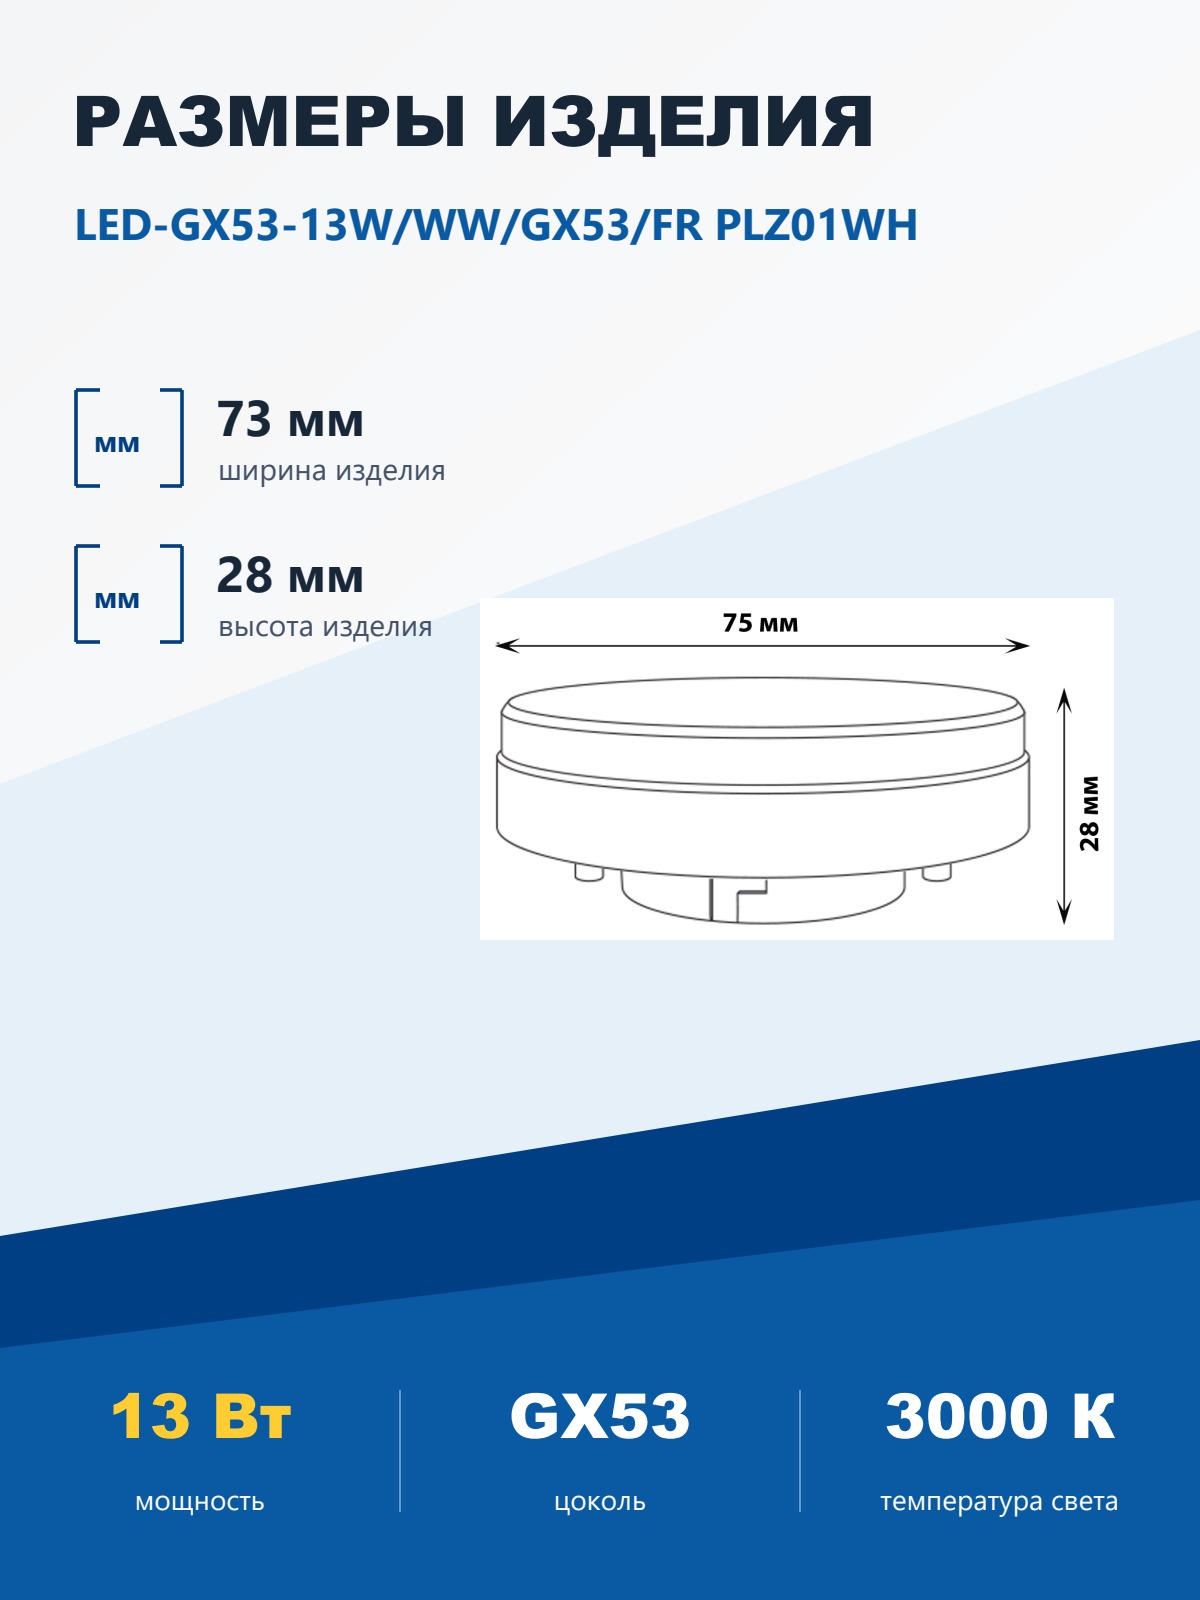 РАЗМЕРЫ ИЗДЕЛИЯ
LED-GX53-13W/WW/GX53/FR PLZ01WH
мм
73 мм
ширина изделия
мм
28 мм
высота изделия
75 мм
28 мм
13 Вт
мощность
GX53
цоколь
3000 К
температура света